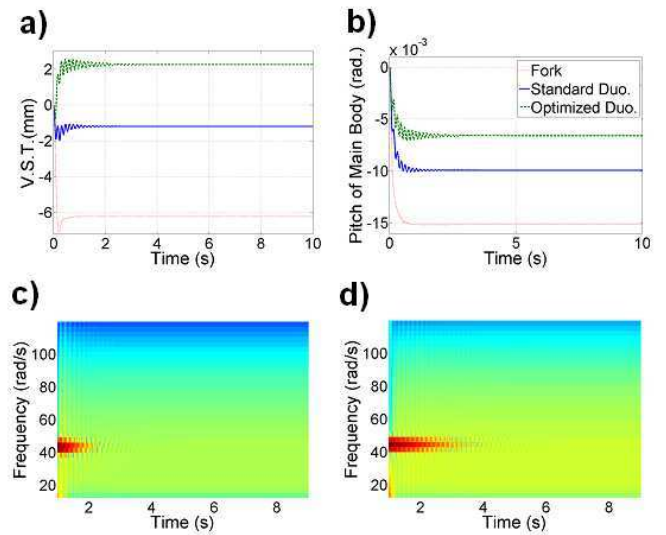 a)
V.S.T. (mm)
2
0
-2
-4
-6
0 2 4 6 8 10
Time (s)
b)
x 10⁻³
Pitch of Main Body (rad.)
0
-5
-10
-15
0 5 10
Time (s)
Fork
Standard Duo.
Optimized Duo.
c)
Frequency (rad/s)
100
80
60
40
20
2 4 6 8
Time (s)
d)
Frequency (rad/s)
100
80
60
40
20
2 4 6 8
Time (s)